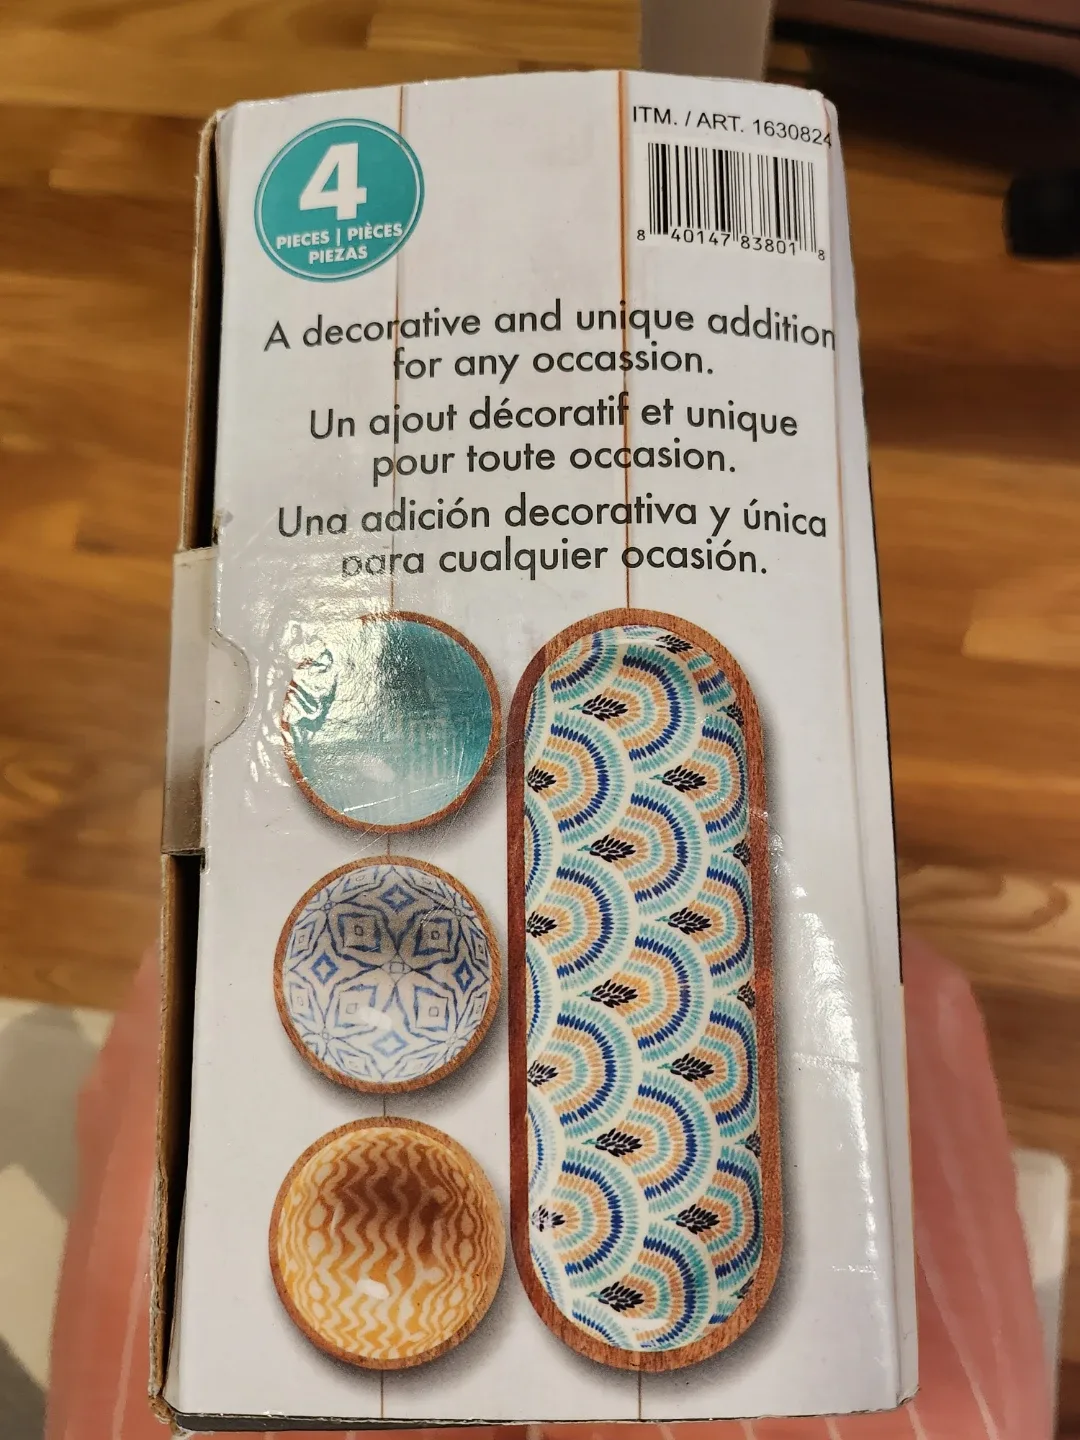 4
PIECES | PIÈCES
PIEZAS
ITM. / ART. 1630824
8 40147 83801 8
A decorative and unique addition
for any occassion.
Un ajout décoratif et unique
pour toute occasion.
Una adición decorativa y única
para cualquier ocasión.